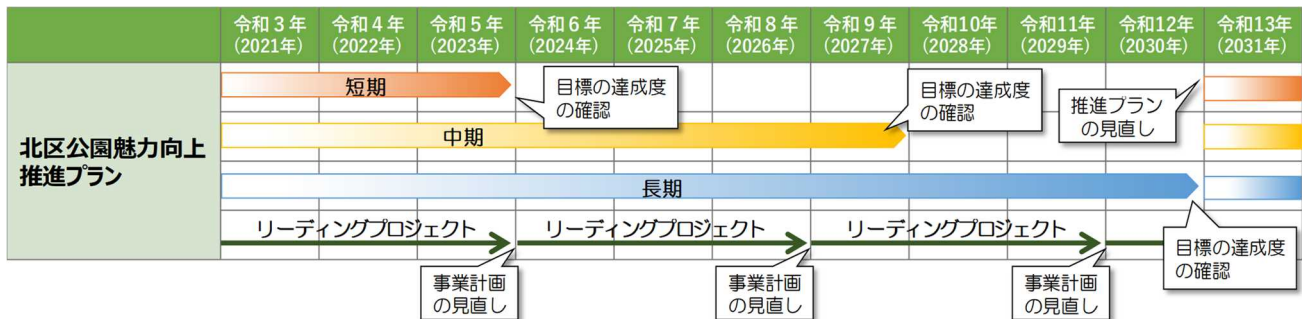 令和3年 令和4年 令和5年 令和6年 令和7年 令和8年 令和9年 令和10年 令和11年 令和12年 令和13年
(2021年) (2022年) (2023年) (2024年) (2025年) (2026年) (2027年) (2028年) (2029年) (2030年) (2031年)
北区公園魅力向上
推進プラン
短期
目標の達成度
の確認
中期
目標の達成度
の確認
推進プラン
の見直し
長期
目標の達成度
の確認
リーディングプロジェクト リーディングプロジェクト リーディングプロジェクト
事業計画
の見直し
事業計画
の見直し
事業計画
の見直し